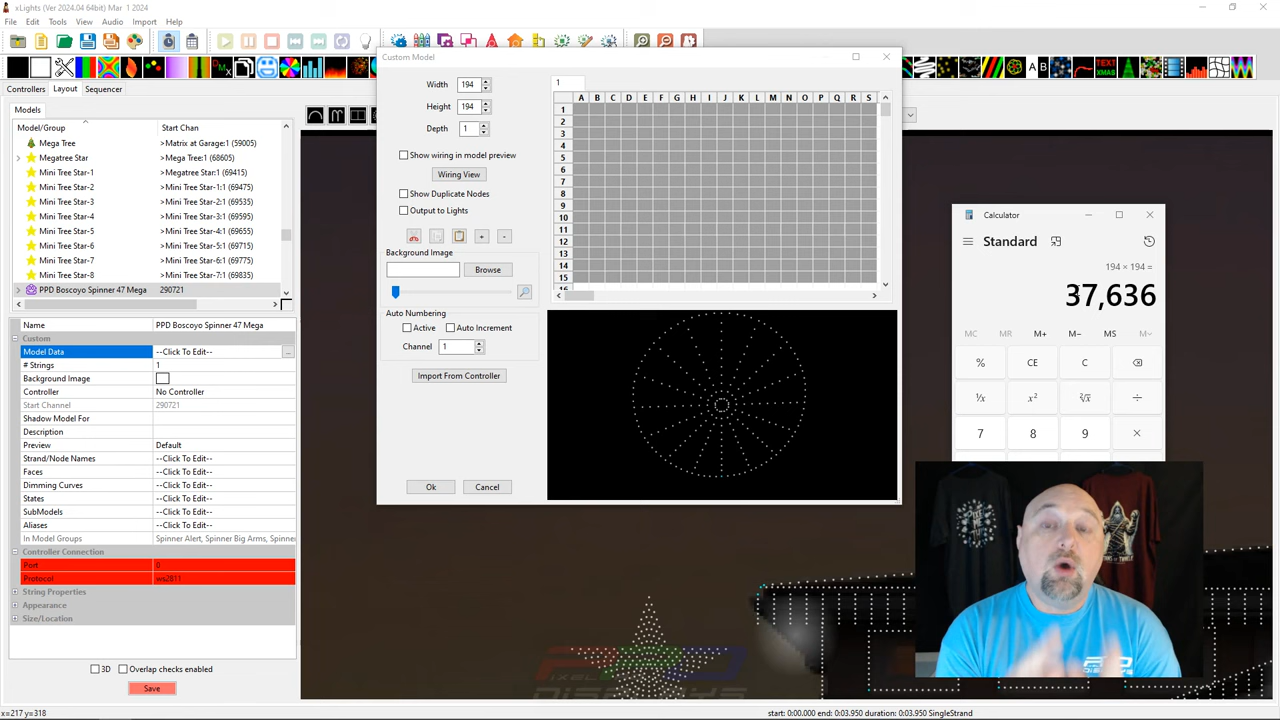 xLights (Ver 2024.04 64bit) Mar 1 2024
File Edit Tools View Audio Import Help
Controllers Layout Sequencer
Models
Model/Group Start Chan
Mega Tree >Matrix at Garage:1 (59005)
Megatree Star >Mega Tree:1 (68605)
Mini Tree Star-1 >Megatree Star:1 (69415)
Mini Tree Star-2 >Mini Tree Star-1:1 (69475)
Mini Tree Star-3 >Mini Tree Star-2:1 (69535)
Mini Tree Star-4 >Mini Tree Star-3:1 (69595)
Mini Tree Star-5 >Mini Tree Star-4:1 (69655)
Mini Tree Star-6 >Mini Tree Star-5:1 (69715)
Mini Tree Star-7 >Mini Tree Star-6:1 (69775)
Mini Tree Star-8 >Mini Tree Star-7:1 (69835)
PPD Boscoyo Spinner 47 Mega 290721
Name PPD Boscoyo Spinner 47 Mega
Custom
Model Data --Click To Edit-- ...
# Strings 1
Background Image
Controller No Controller
Start Channel 290721
Shadow Model For
Description
Preview Default
Strand/Node Names --Click To Edit--
Faces --Click To Edit--
Dimming Curves --Click To Edit--
States --Click To Edit--
SubModels --Click To Edit--
Aliases --Click To Edit--
In Model Groups Spinner Alert, Spinner Big Arms, Spinner
Controller Connection
Port 0
Protocol ws2811
String Properties
Appearance
Size/Location
3D Overlap checks enabled
Save
x=217 y=318
start: 0:00.000 end: 0:03.950 duration: 0:03.950 SingleStrand
Custom Model
Width 194
Height 194
Depth 1
Show wiring in model preview
Wiring View
Show Duplicate Nodes
Output to Lights
+ -
Background Image
Browse
Auto Numbering
Active Auto Increment
Channel 1
Import From Controller
Ok Cancel
1
A B C D E F G H I J K L M N O P Q R S
1
2
3
4
5
6
7
8
9
10
11
12
13
14
15
16
TEXT
XMAS
Calculator
Standard
194 × 194 =
37,636
MC MR M+ M− MS M˅
% CE C
¹/x x² ²√x ÷
7 8 9 ×